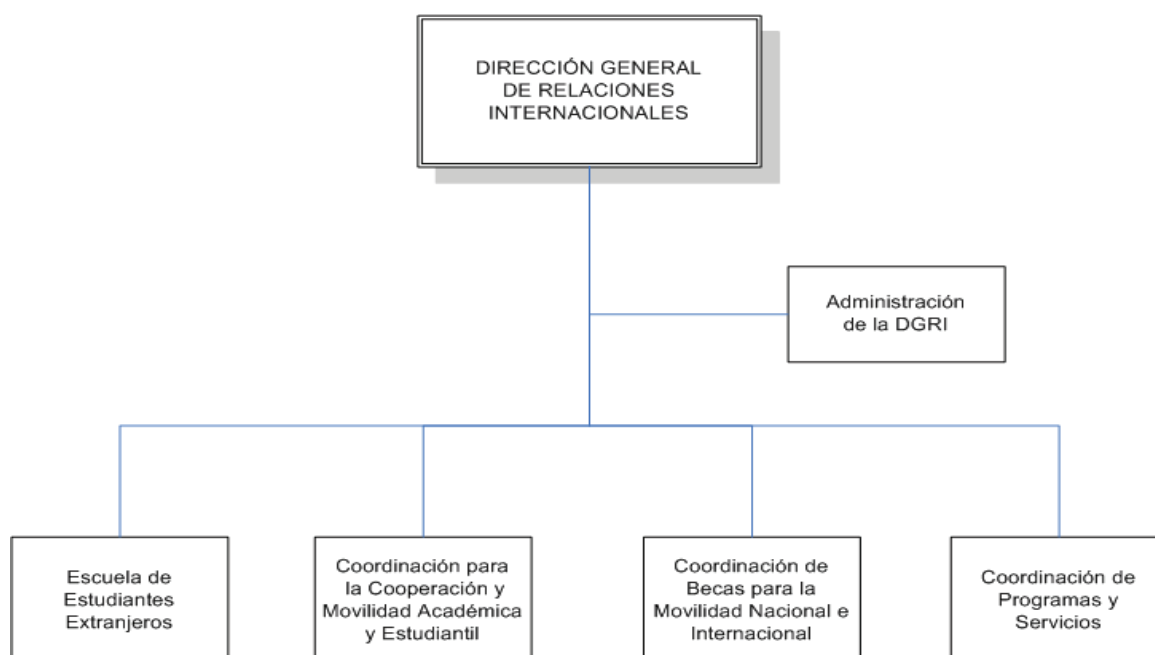 DIRECCIÓN GENERAL
DE RELACIONES
INTERNACIONALES
Administración
de la DGRI
Escuela de
Estudiantes
Extranjeros
Coordinación para
la Cooperación y
Movilidad Académica
y Estudiantil
Coordinación de
Becas para la
Movilidad Nacional e
Internacional
Coordinación de
Programas y
Servicios